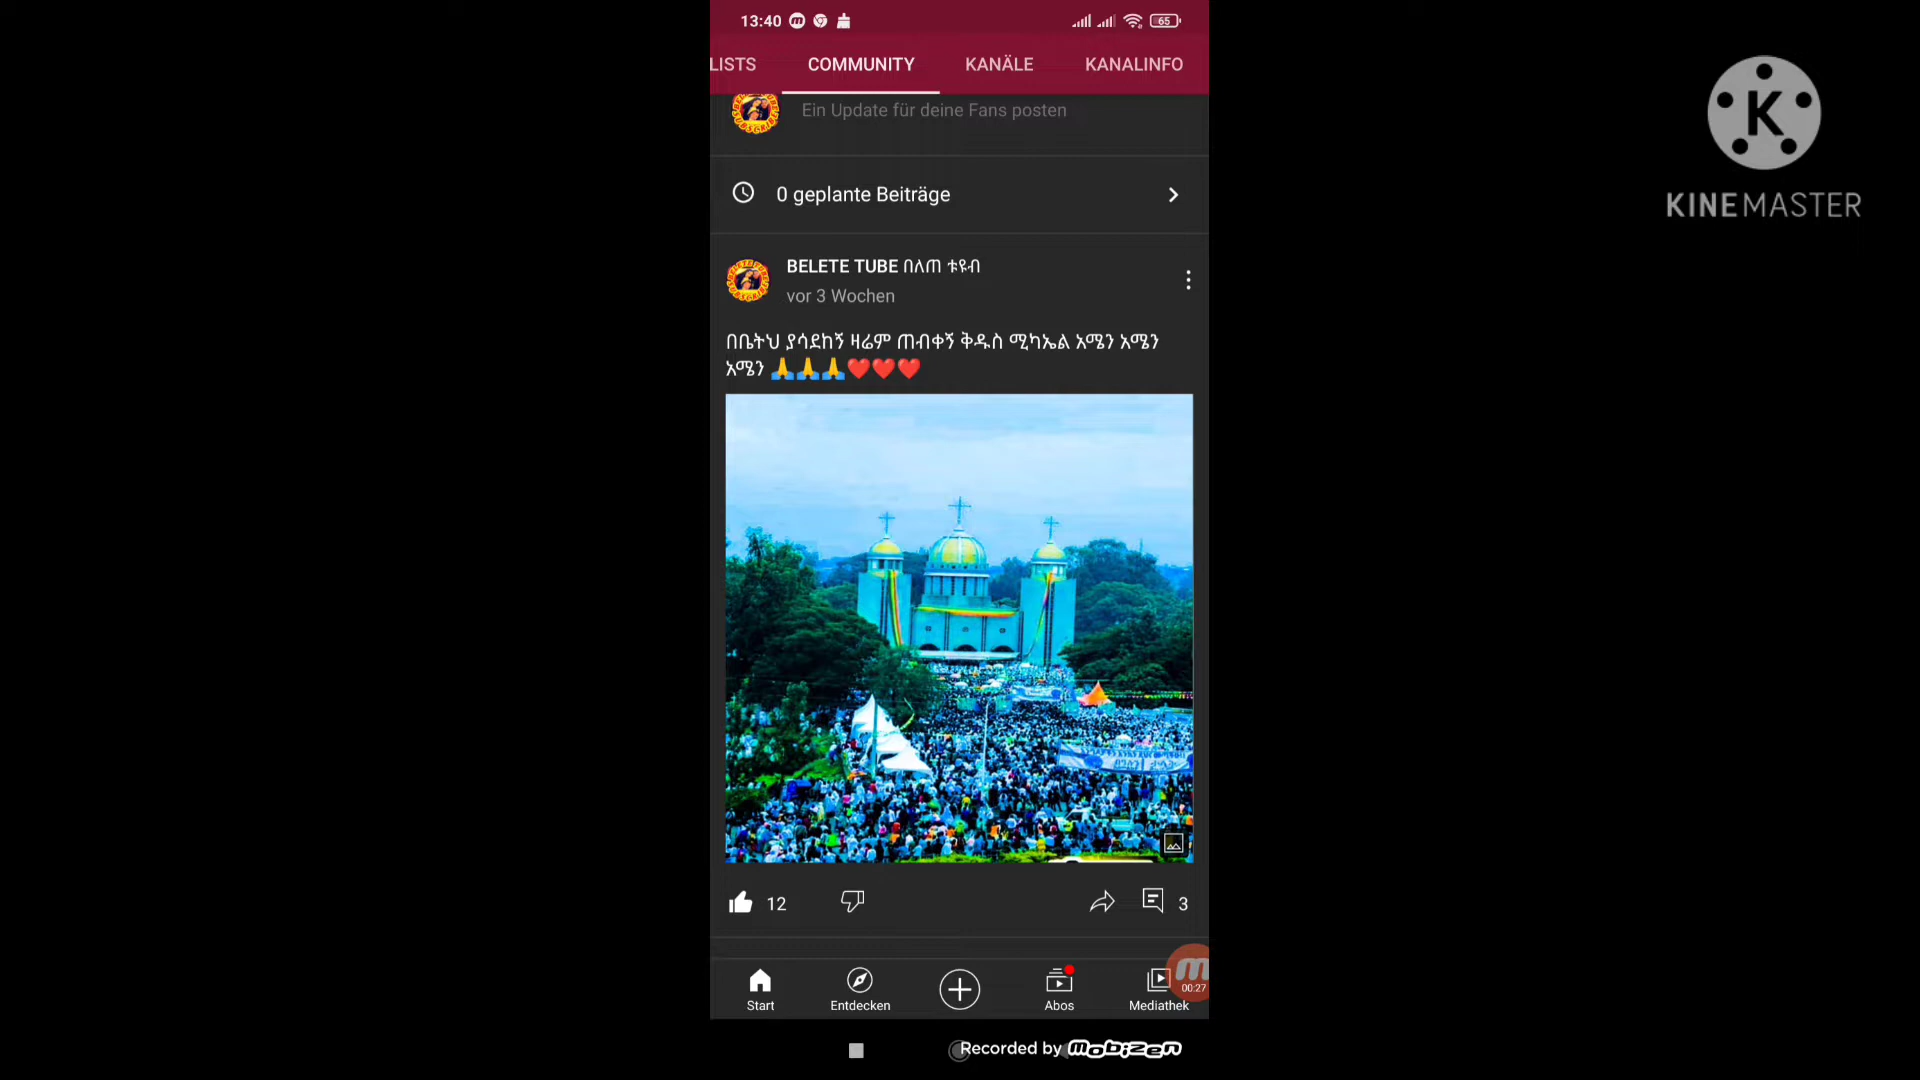 13:40
65
LISTS COMMUNITY KANÄLE KANALINFO
Ein Update für deine Fans posten
0 geplante Beiträge
BELETE TUBE በለጠ ቱዩብ
vor 3 Wochen
በቤትህ ያሳደከኝ ዛሬም ጠብቀኝ ቅዱስ ሚካኤል አሜን አሜን
አሜን 🙏🙏🙏❤️❤️❤️
12
3
Start Entdecken Abos Mediathek
00:27
Recorded by Mobizen
K
KINEMASTER